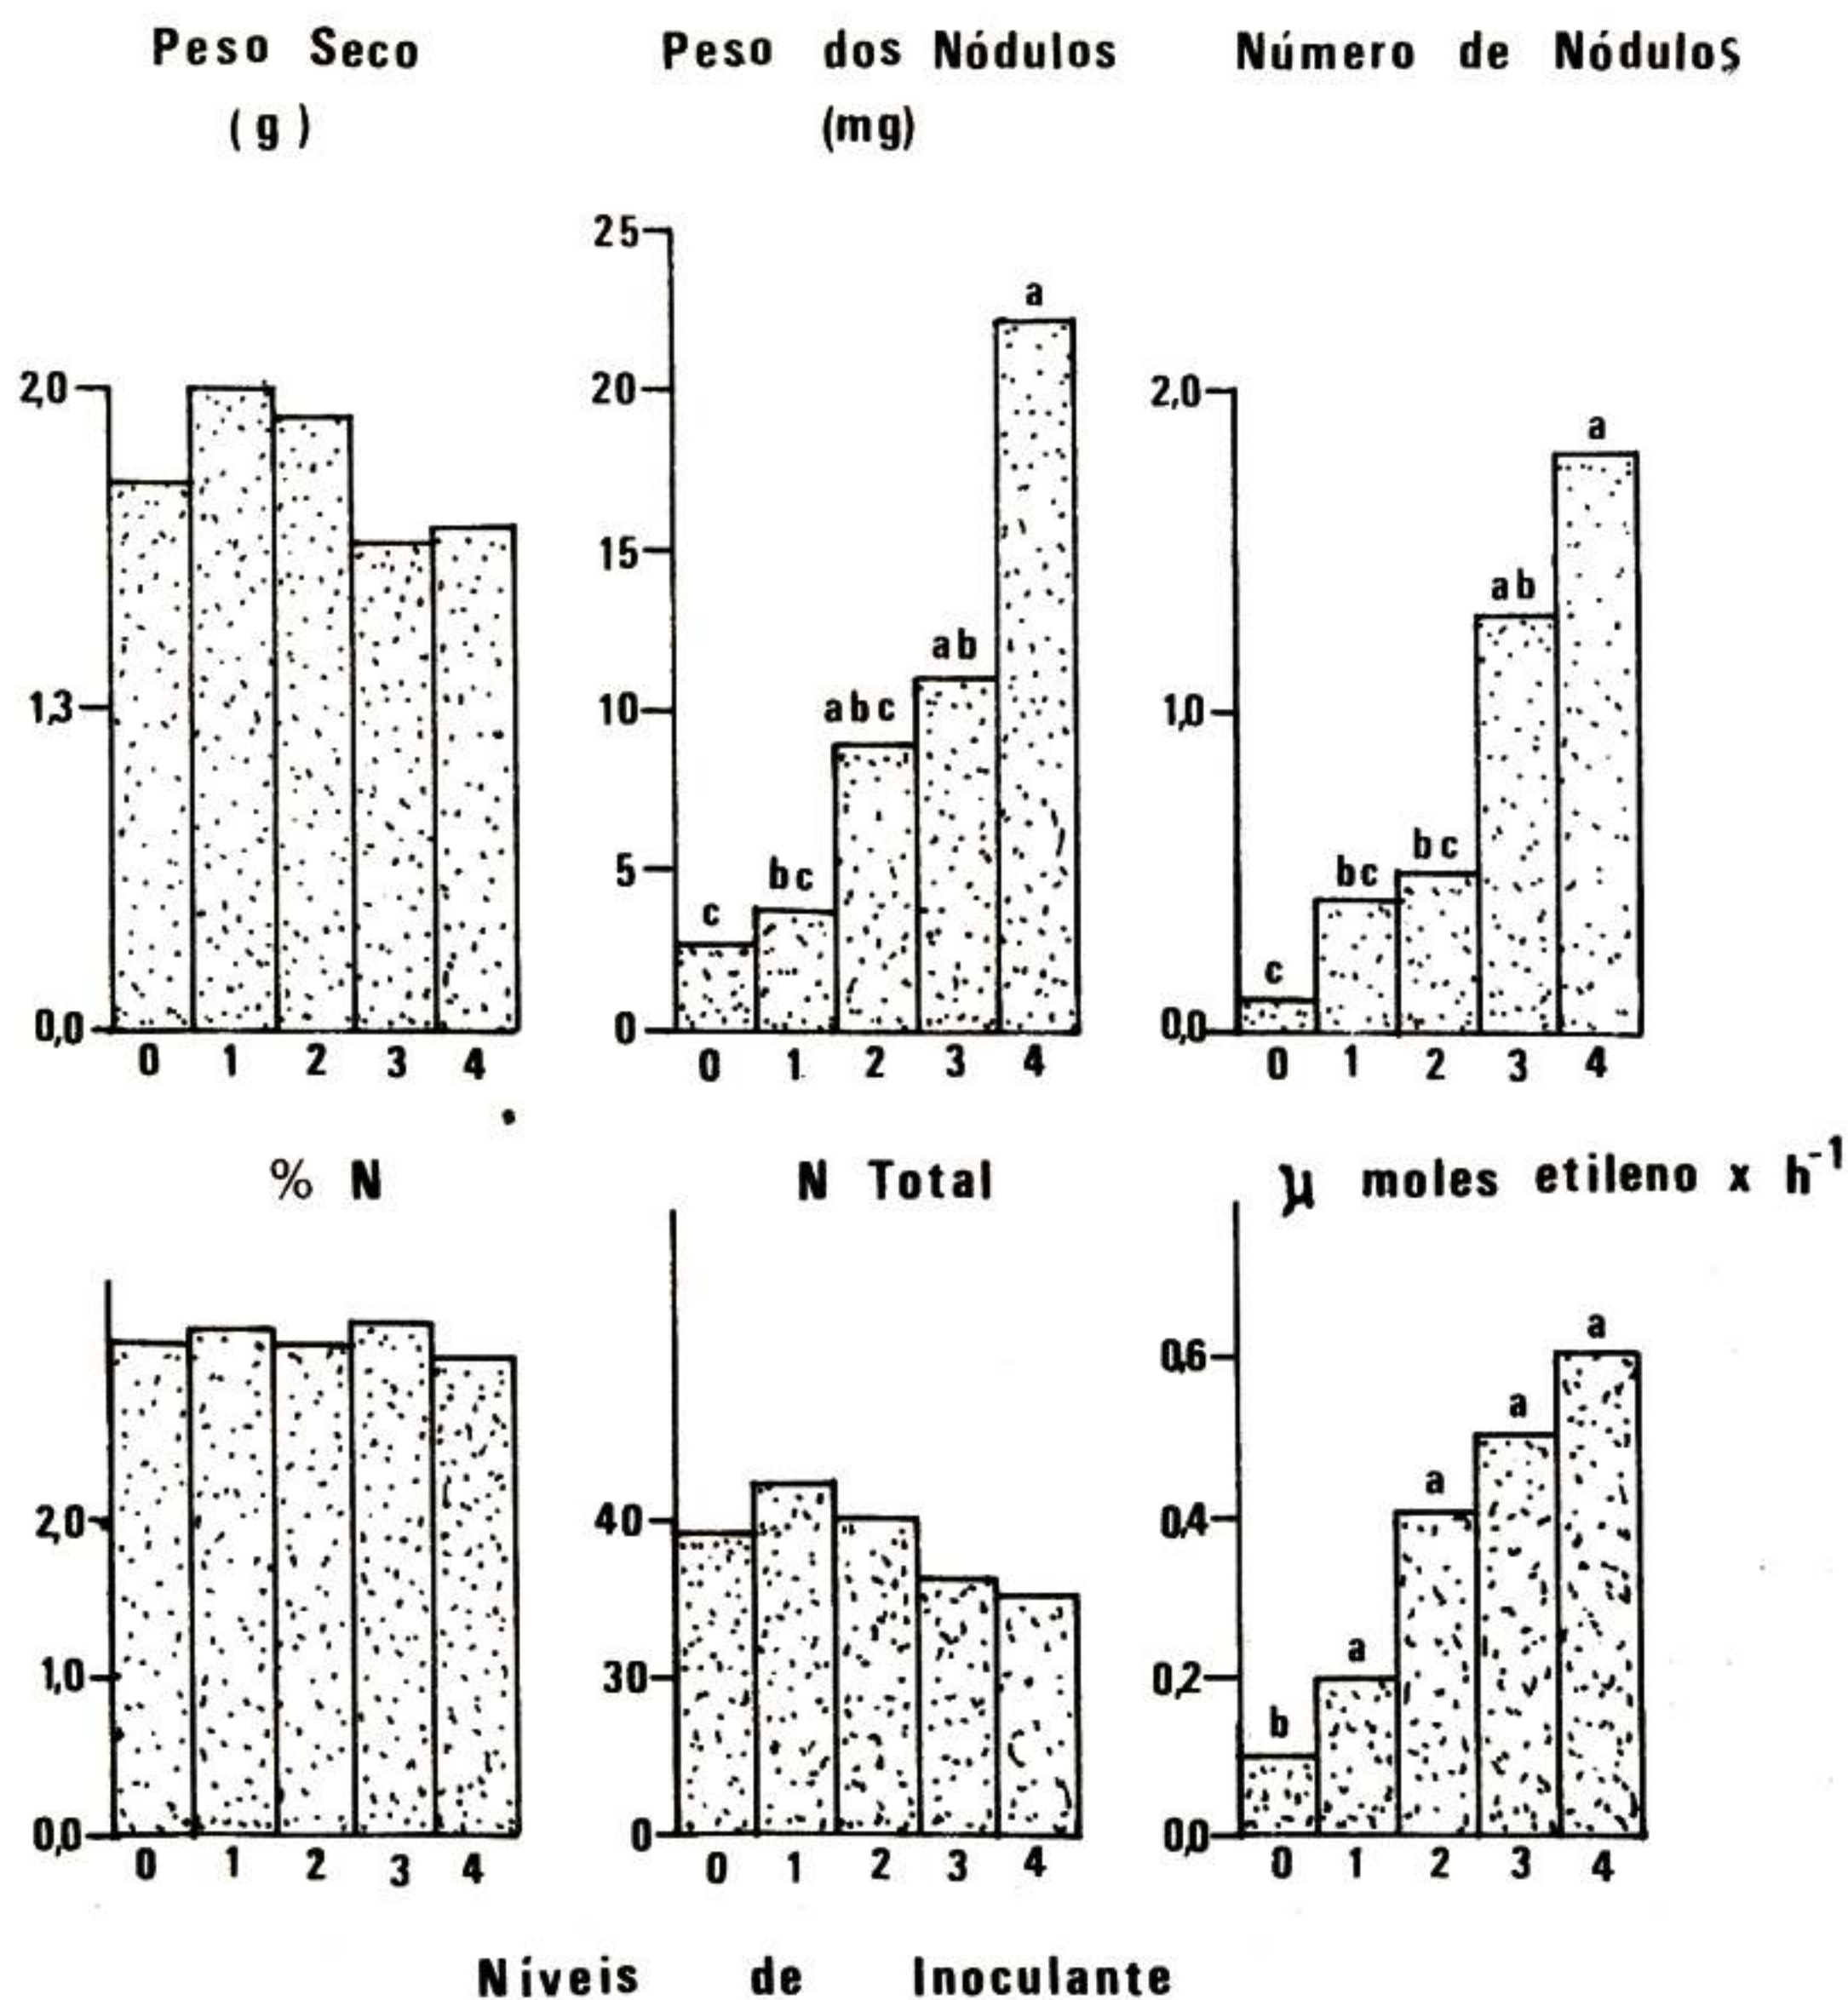 Peso Seco
(g)
2,0
1,3
0,0
0 1 2 3 4
Peso dos Nódulos
(mg)
25
20
15
10
5
0
c
bc
abc
ab
a
0 1 2 3 4
Número de Nódulos
2,0
1,0
0,0
c
bc
bc
ab
a
0 1 2 3 4
% N
2,0
1,0
0,0
0 1 2 3 4
N Total
40
30
0
0 1 2 3 4
μ moles etileno x h⁻¹
0,6
0,4
0,2
0,0
b
a
a
a
a
0 1 2 3 4
Níveis de Inoculante